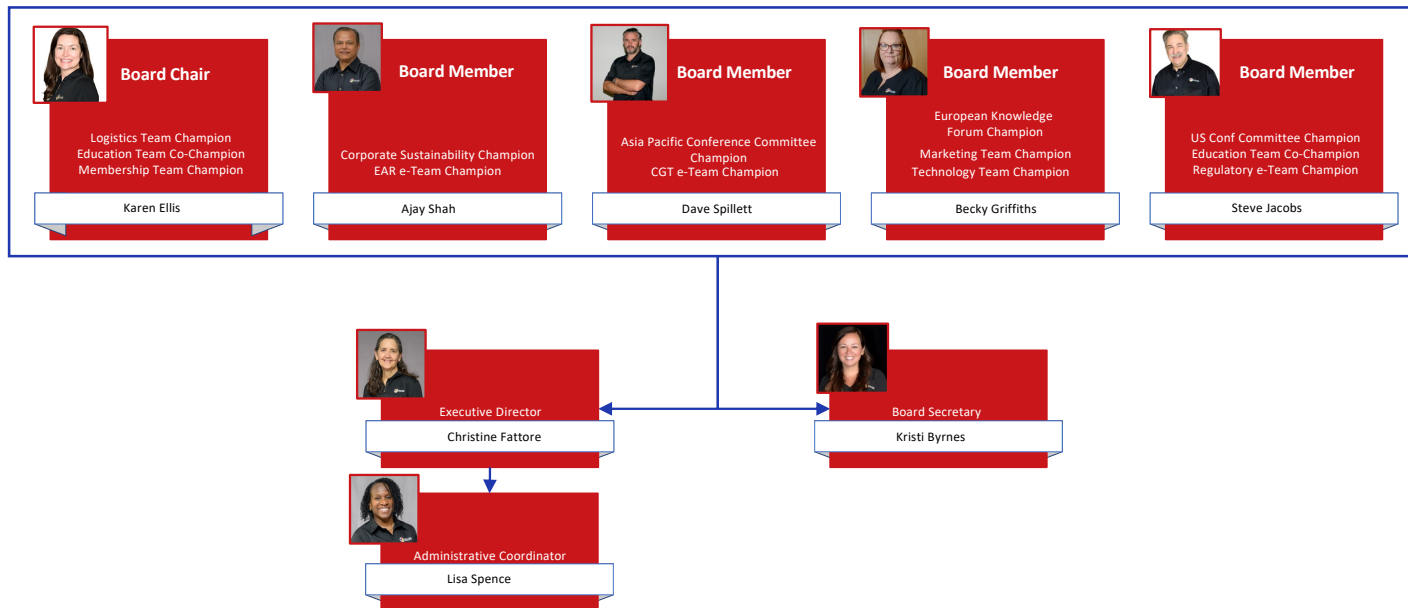 Board Chair
Logistics Team Champion
Education Team Co-Champion
Membership Team Champion
Karen Ellis
Board Member
Corporate Sustainability Champion
EAR e-Team Champion
Ajay Shah
Board Member
Asia Pacific Conference Committee
Champion
CGT e-Team Champion
Dave Spillett
Board Member
European Knowledge
Forum Champion
Marketing Team Champion
Technology Team Champion
Becky Griffiths
Board Member
US Conf Committee Champion
Education Team Co-Champion
Regulatory e-Team Champion
Steve Jacobs
Executive Director
Christine Fattore
Board Secretary
Kristi Byrnes
Administrative Coordinator
Lisa Spence